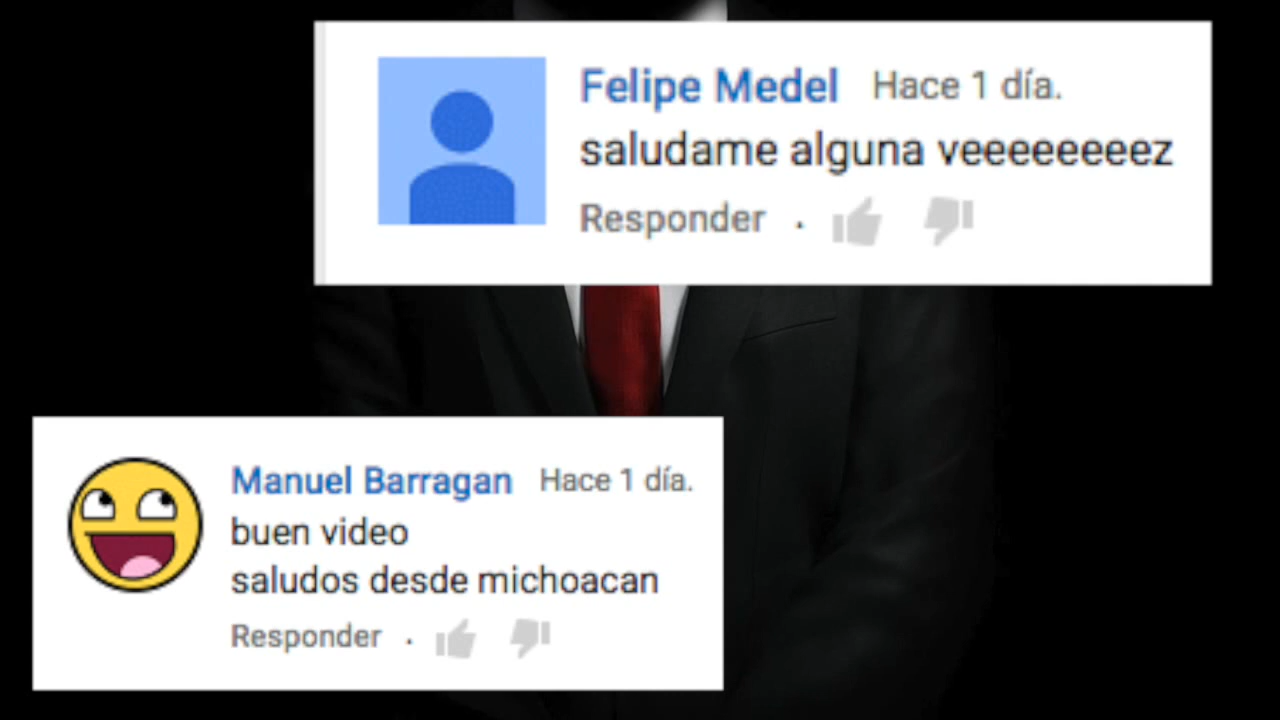 Felipe Medel Hace 1 día.
saludame alguna veeeeeeeez
Responder .
Manuel Barragan Hace 1 día.
buen video
saludos desde michoacan
Responder .